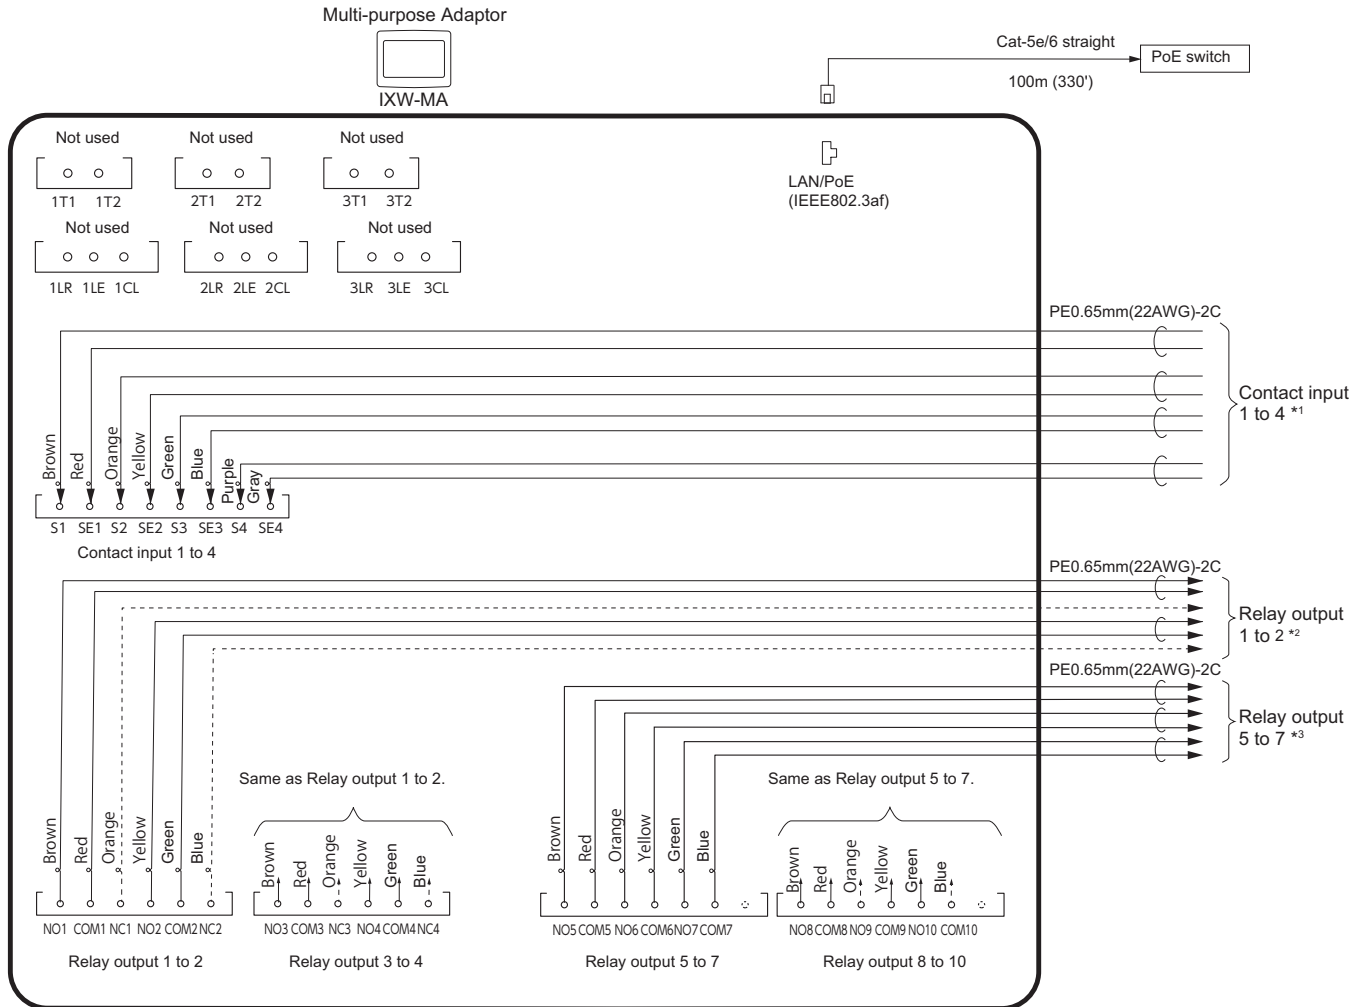 Multi-purpose Adaptor
IXW-MA
Cat-5e/6 straight
PoE switch
100m (330')
LAN/PoE
(IEEE802.3af)
Not used Not used Not used
1T1 1T2 2T1 2T2 3T1 3T2
Not used Not used Not used
1LR 1LE 1CL 2LR 2LE 2CL 3LR 3LE 3CL
PE0.65mm(22AWG)-2C
Contact input
1 to 4 *1
Brown Red Orange Yellow Green Blue Purple Gray
S1 SE1 S2 SE2 S3 SE3 S4 SE4
Contact input 1 to 4
PE0.65mm(22AWG)-2C
Relay output
1 to 2 *2
PE0.65mm(22AWG)-2C
Relay output
5 to 7 *3
Same as Relay output 1 to 2.
Same as Relay output 5 to 7.
Brown Red Orange Yellow Green Blue
Brown Red Orange Yellow Green Blue
Brown Red Orange Yellow Green Blue
Brown Red Orange Yellow Green Blue
NO1 COM1 NC1 NO2 COM2 NC2
NO3 COM3 NC3 NO4 COM4 NC4
NO5 COM5 NO6 COM6 NO7 COM7
NO8 COM8 NO9 COM9 NO10 COM10
Relay output 1 to 2
Relay output 3 to 4
Relay output 5 to 7
Relay output 8 to 10